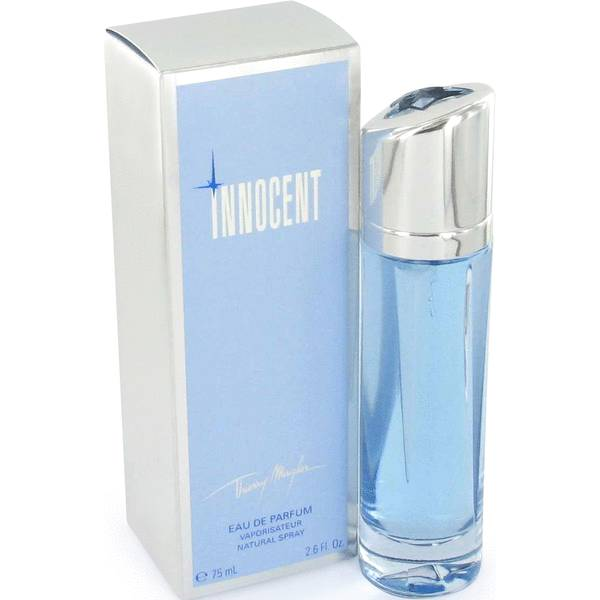 INNOCENT
Thierry Mugler
EAU DE PARFUM
VAPORISATEUR
NATURAL SPRAY
℮ 75 mL 2.6 Fl. Oz.